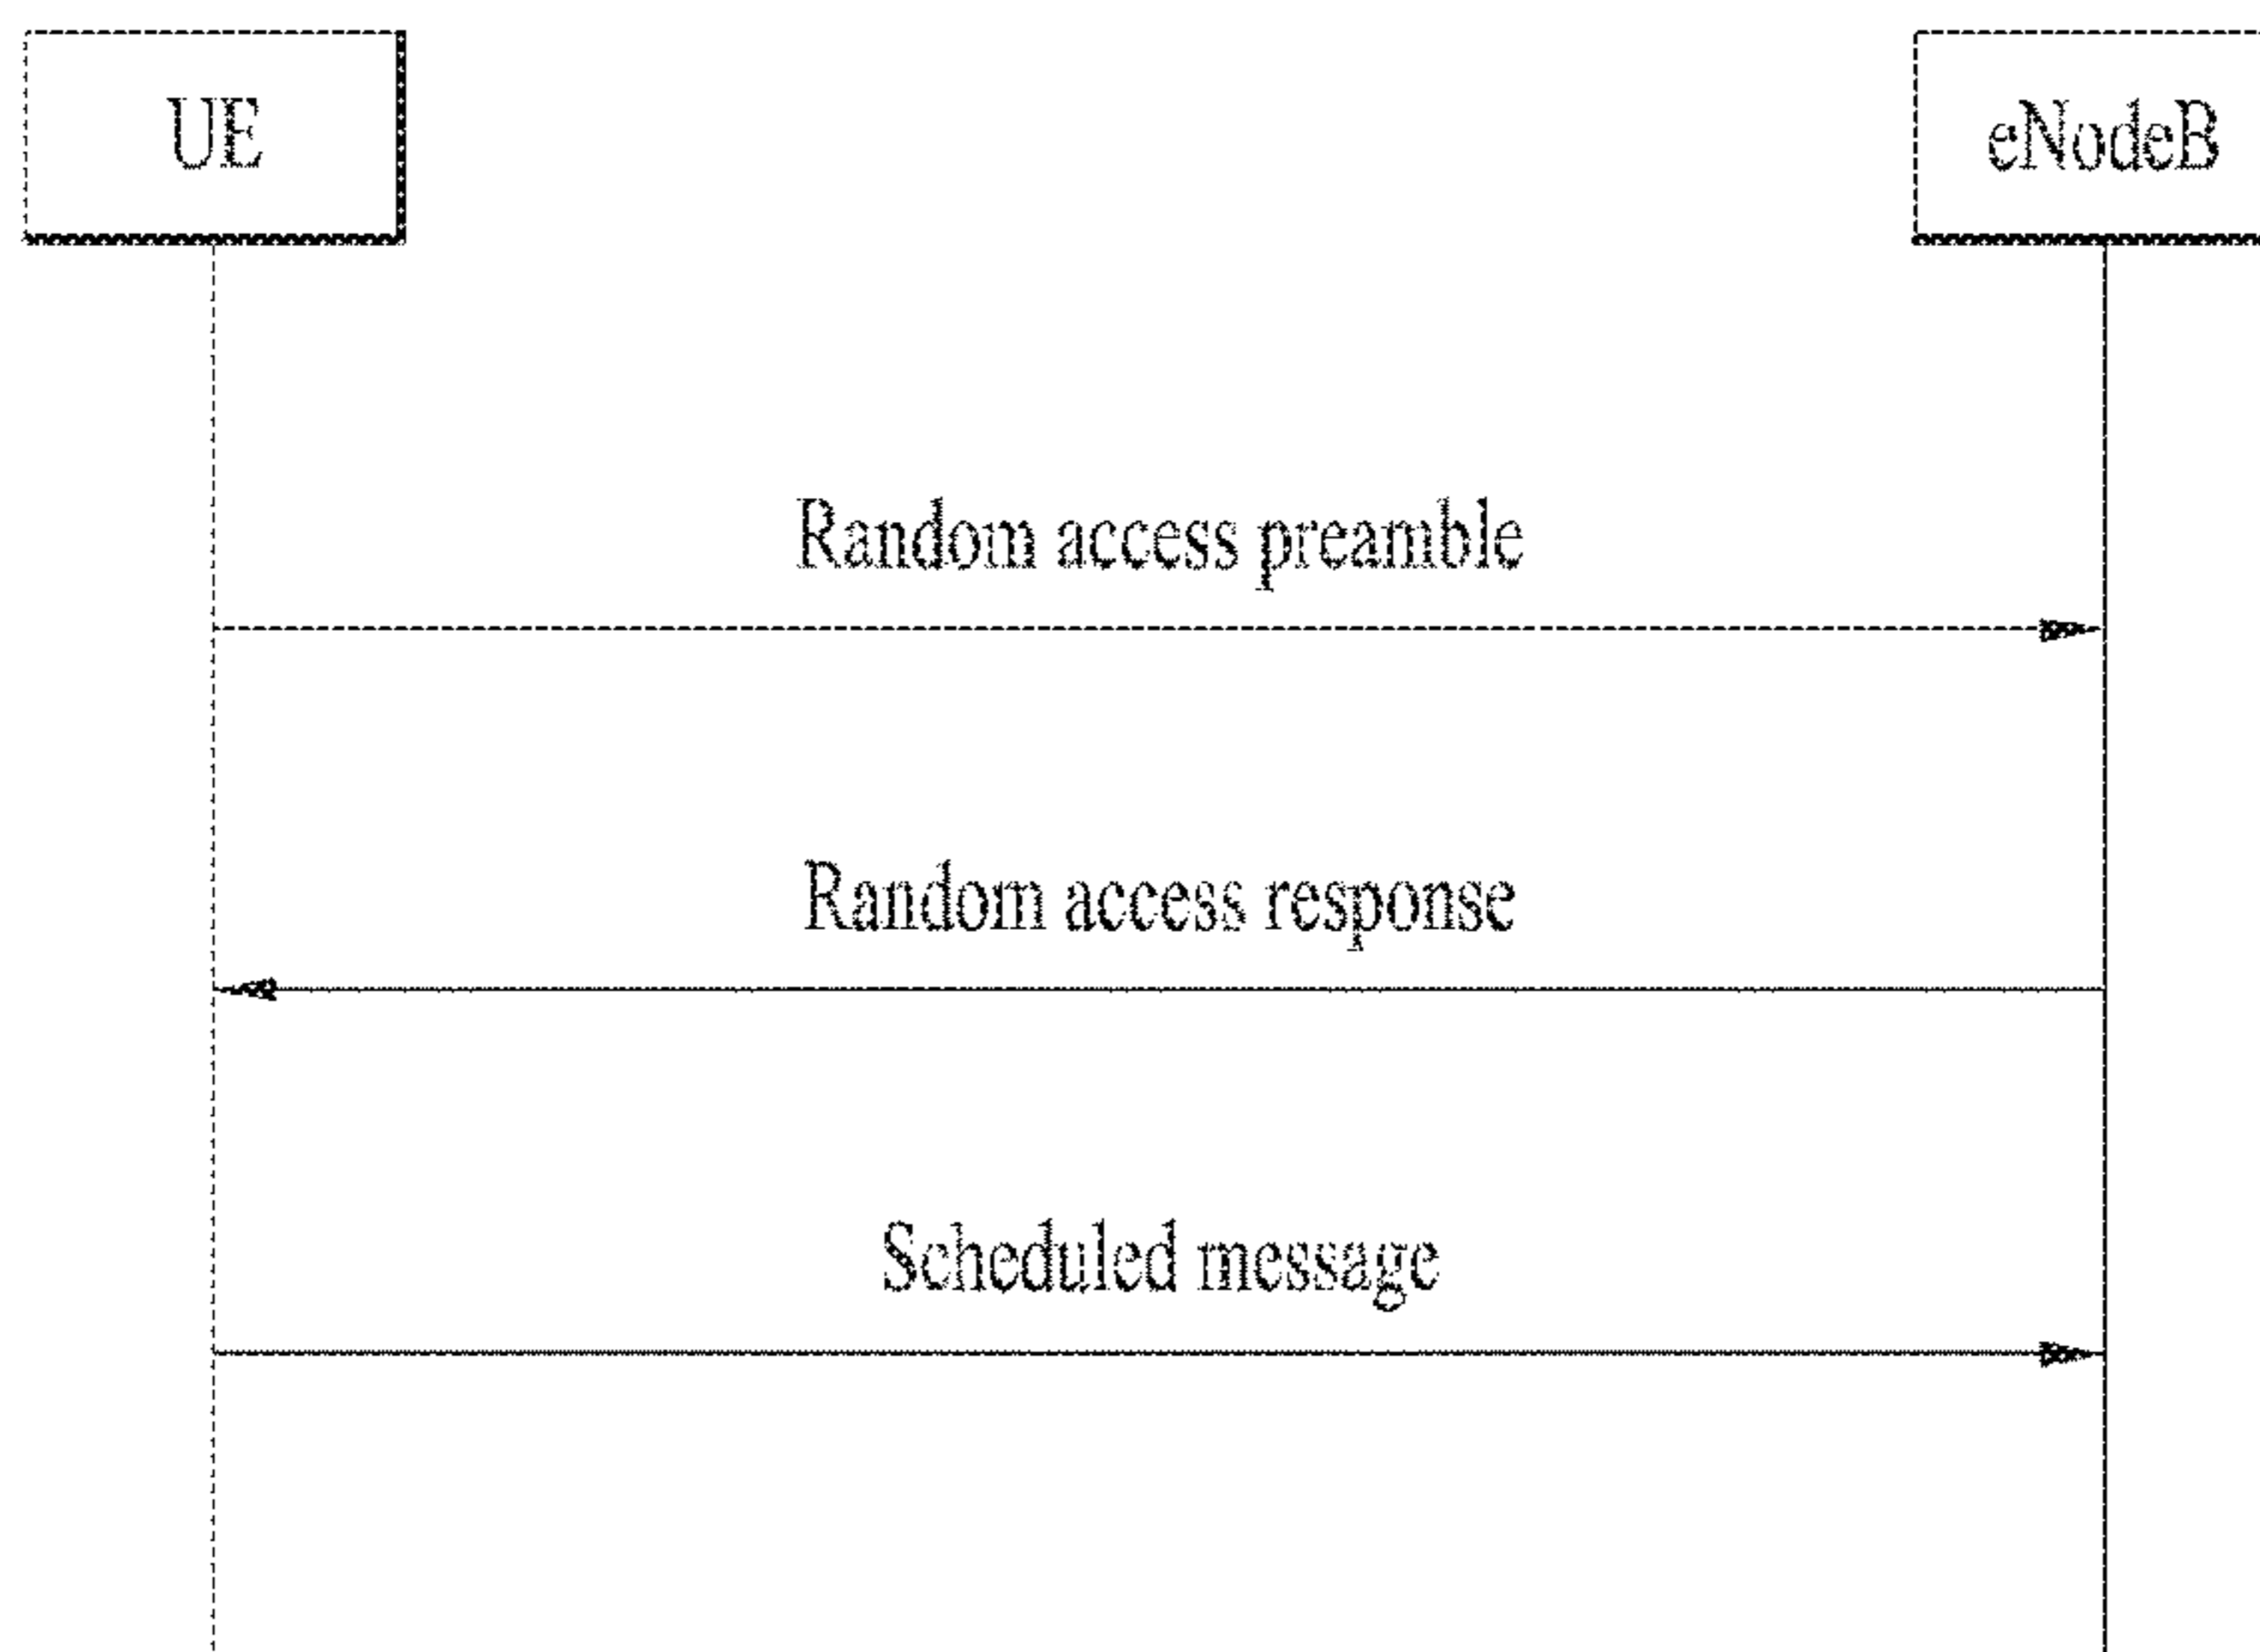 UE
eNodeB
Random access preamble
Random access response
Scheduled message